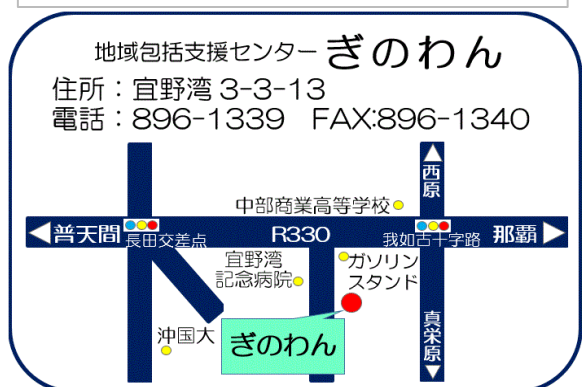 地域包括支援センター ぎのわん
住所：宜野湾 3-3-13
電話：896-1339 FAX:896-1340
西原
中部商業高等学校
普天間
長田交差点
R330
我如古十字路
那覇
宜野湾
記念病院
ガソリン
スタンド
沖国大
ぎのわん
真栄原